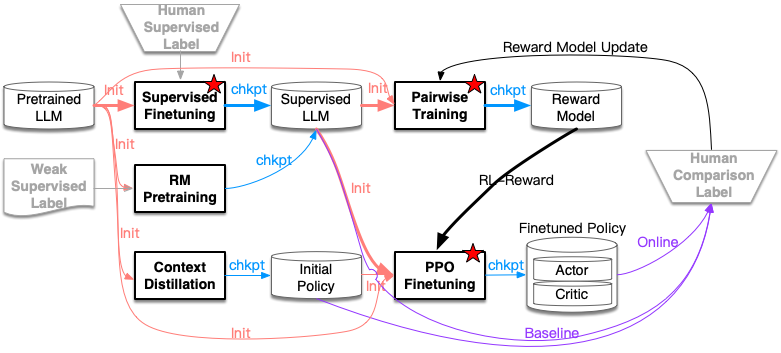 Human
Supervised
Label
Init
Reward Model Update
Pretrained
LLM
Init
Supervised
Finetuning
chkpt
Supervised
LLM
Init
Pairwise
Training
chkpt
Reward
Model
Init
chkpt
Weak
Supervised
Label
RM
Pretraining
Init
RL-Reward
Human
Comparison
Label
Init
Finetuned Policy
Online
Context
Distillation
chkpt
Initial
Policy
Init
PPO
Finetuning
chkpt
Actor
Critic
Init
Baseline